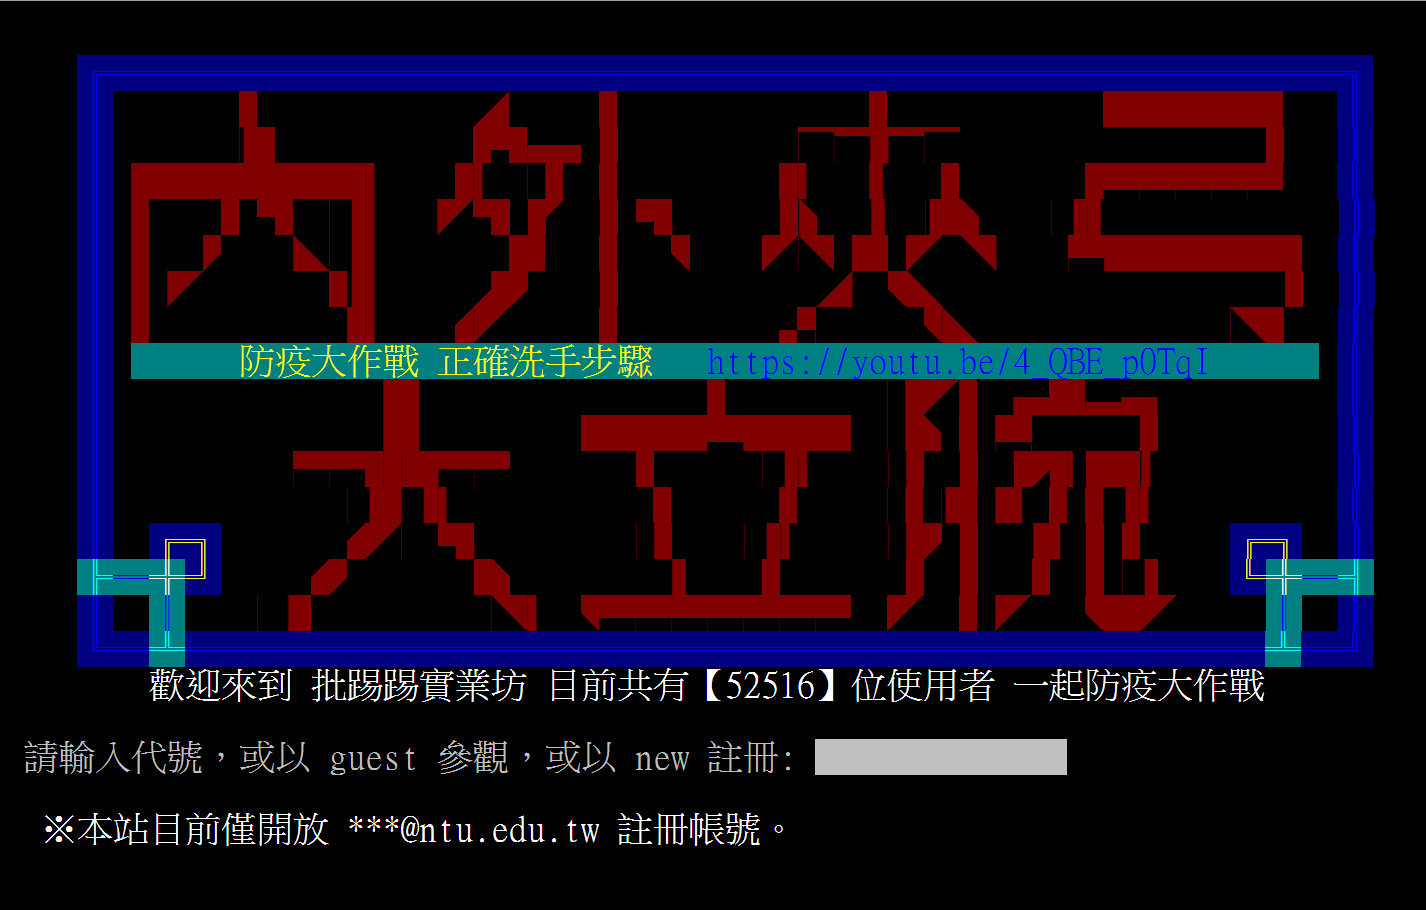 內外夾弓
防疫大作戰 正確洗手步驟 https://youtu.be/4_QBE_pOTqI
大立院
歡迎來到 批踢踢實業坊 目前共有【52516】位使用者 一起防疫大作戰
請輸入代號，或以 guest 參觀，或以 new 註冊:
※本站目前僅開放 ***@ntu.edu.tw 註冊帳號。